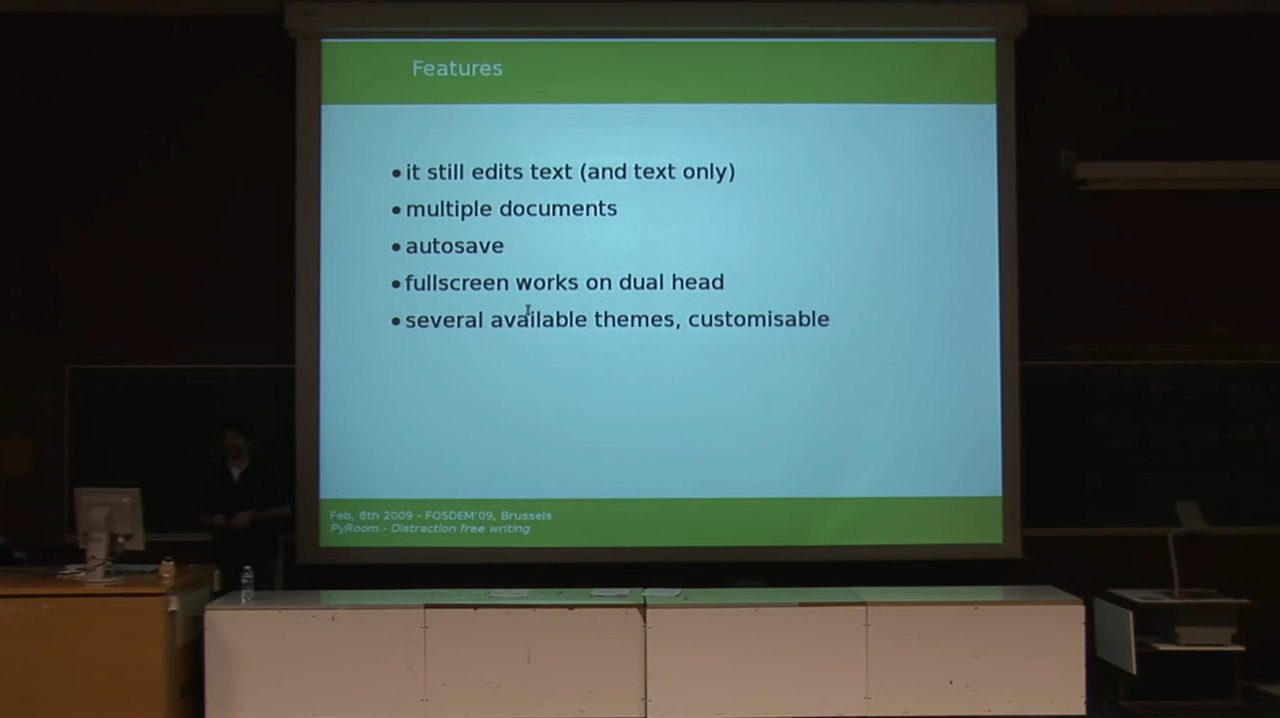 Features
•it still edits text (and text only)
•multiple documents
•autosave
•fullscreen works on dual head
•several available themes, customisable
Feb, 8th 2009 - FOSDEM'09, Brussels
PyRoom - Distraction free writing